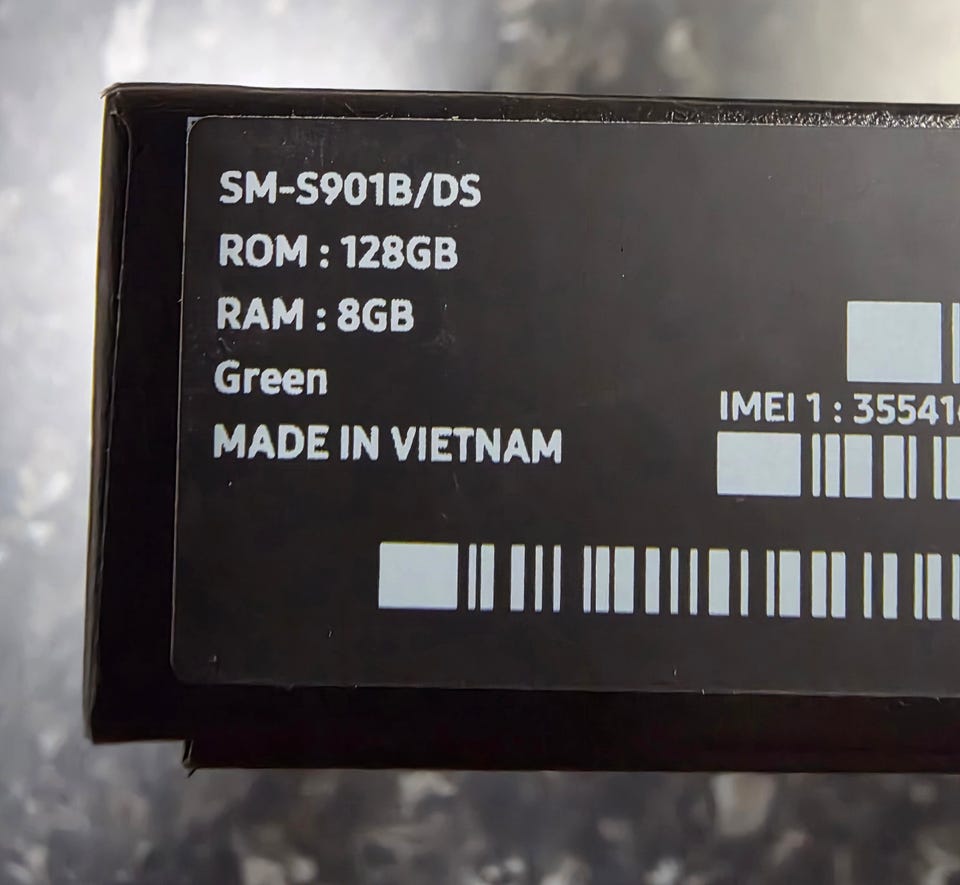 SM-S901B/DS
ROM : 128GB
RAM : 8GB
Green
MADE IN VIETNAM
IMEI 1 : 35541